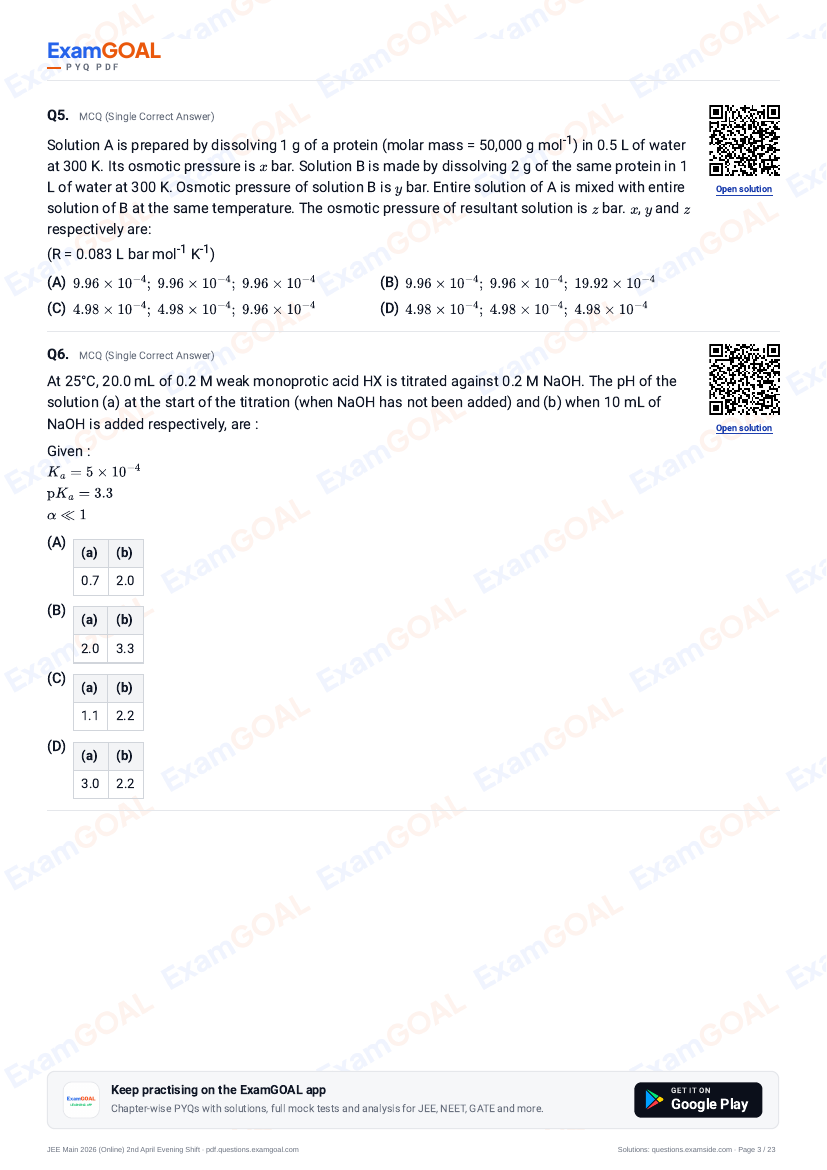 ExamGOAL
PYQ PDF
Q5. MCQ (Single Correct Answer)
Solution A is prepared by dissolving 1 g of a protein (molar mass = 50,000 g mol⁻¹) in 0.5 L of water
at 300 K. Its osmotic pressure is x bar. Solution B is made by dissolving 2 g of the same protein in 1
L of water at 300 K. Osmotic pressure of solution B is y bar. Entire solution of A is mixed with entire
solution of B at the same temperature. The osmotic pressure of resultant solution is z bar. x, y and z
respectively are:
(R = 0.083 L bar mol⁻¹ K⁻¹)
Open solution
(A) 9.96 × 10⁻⁴; 9.96 × 10⁻⁴; 9.96 × 10⁻⁴ (B) 9.96 × 10⁻⁴; 9.96 × 10⁻⁴; 19.92 × 10⁻⁴
(C) 4.98 × 10⁻⁴; 4.98 × 10⁻⁴; 9.96 × 10⁻⁴ (D) 4.98 × 10⁻⁴; 4.98 × 10⁻⁴; 4.98 × 10⁻⁴
Q6. MCQ (Single Correct Answer)
At 25°C, 20.0 mL of 0.2 M weak monoprotic acid HX is titrated against 0.2 M NaOH. The pH of the
solution (a) at the start of the titration (when NaOH has not been added) and (b) when 10 mL of
NaOH is added respectively, are :
Open solution
Given :
Kₐ = 5 × 10⁻⁴
pKₐ = 3.3
α ≪ 1
(A) (a) (b)
0.7 2.0
(B) (a) (b)
2.0 3.3
(C) (a) (b)
1.1 2.2
(D) (a) (b)
3.0 2.2
ExamGOAL
Keep practising on the ExamGOAL app
Chapter-wise PYQs with solutions, full mock tests and analysis for JEE, NEET, GATE and more.
GET IT ON
Google Play
JEE Main 2026 (Online) 2nd April Evening Shift · pdf.questions.examgoal.com
Solutions: questions.examside.com · Page 3 / 23